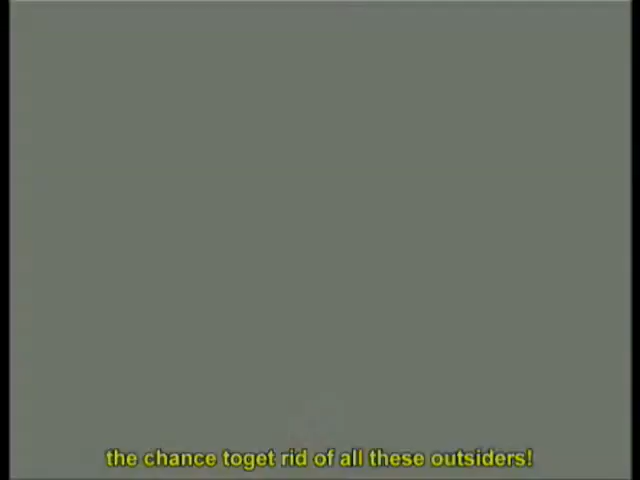 the chance toget rid of all these outsiders!